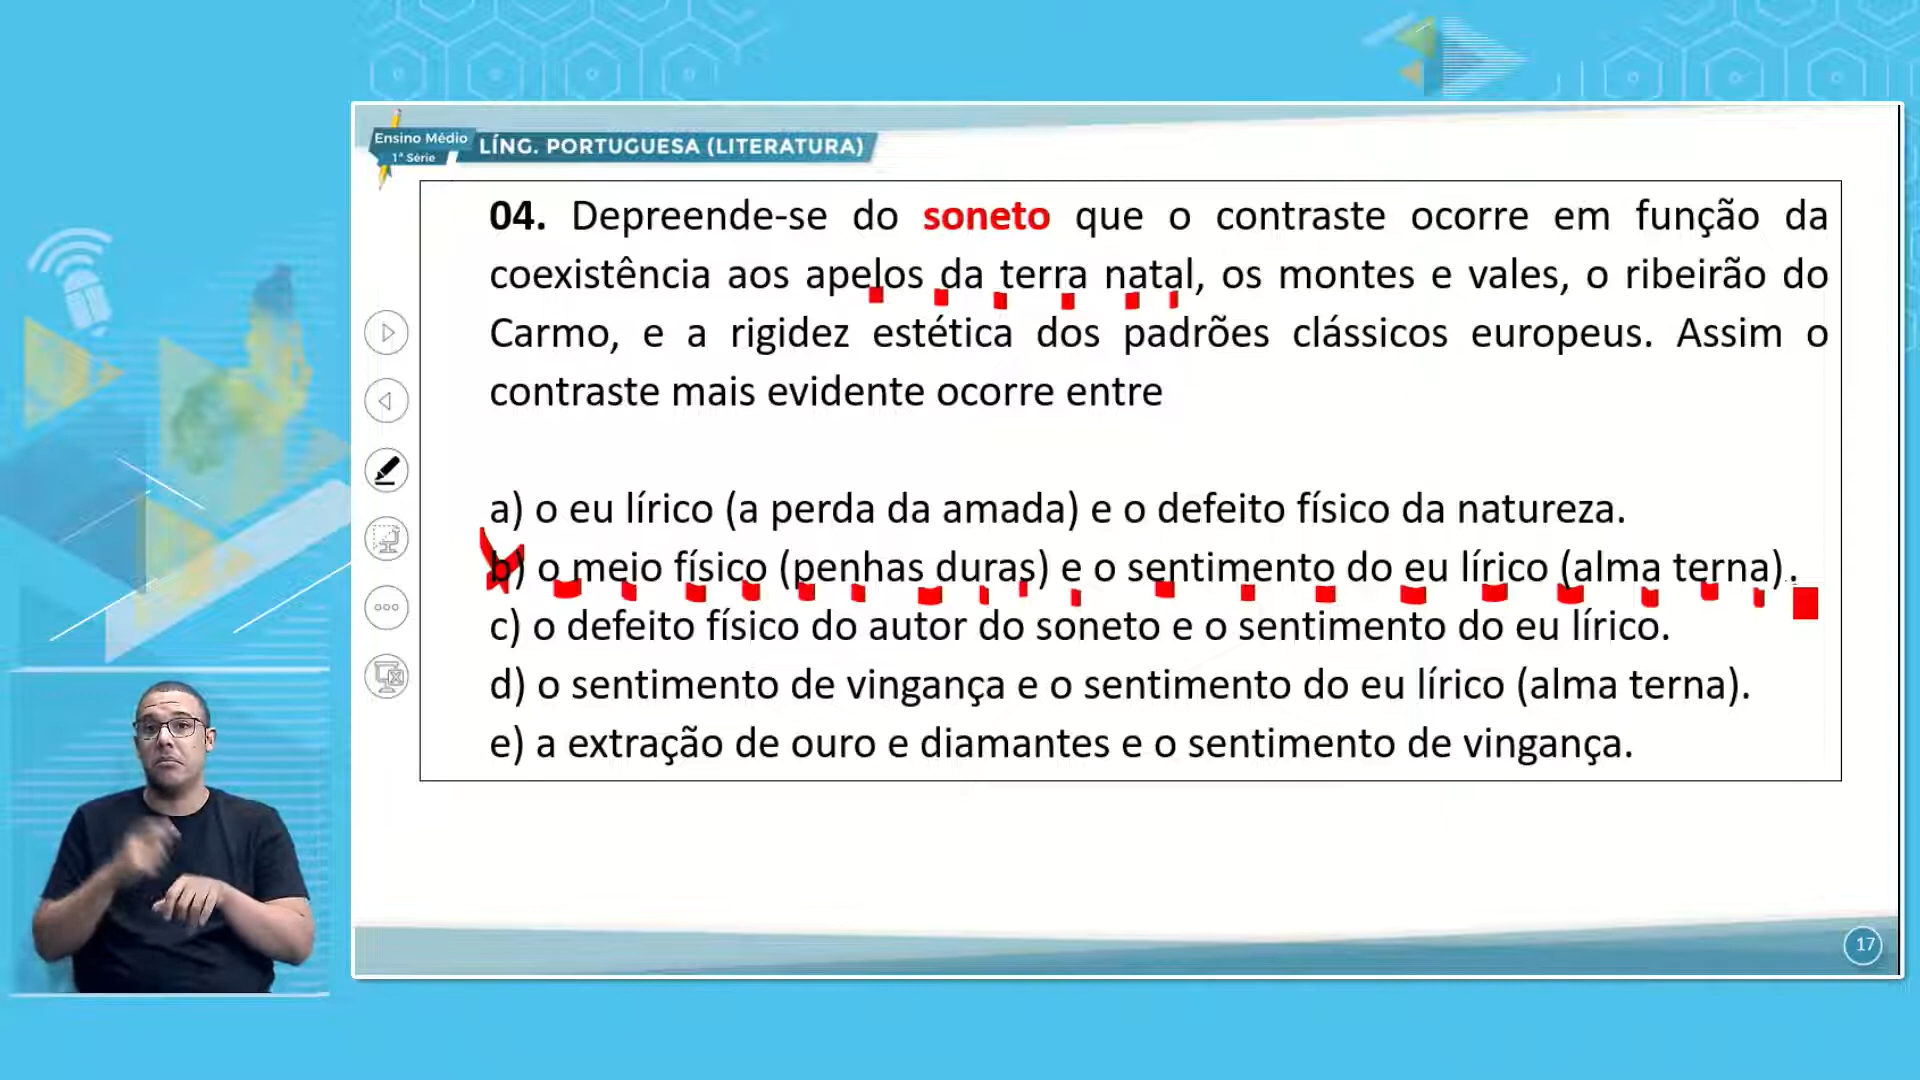 Ensino Médio
1ª Série
LÍNG. PORTUGUESA (LITERATURA)
04. Depreende-se do soneto que o contraste ocorre em função da
coexistência aos apelos da terra natal, os montes e vales, o ribeirão do
Carmo, e a rigidez estética dos padrões clássicos europeus. Assim o
contraste mais evidente ocorre entre
a) o eu lírico (a perda da amada) e o defeito físico da natureza.
b) o meio físico (penhas duras) e o sentimento do eu lírico (alma terna).
c) o defeito físico do autor do soneto e o sentimento do eu lírico.
d) o sentimento de vingança e o sentimento do eu lírico (alma terna).
e) a extração de ouro e diamantes e o sentimento de vingança.
17